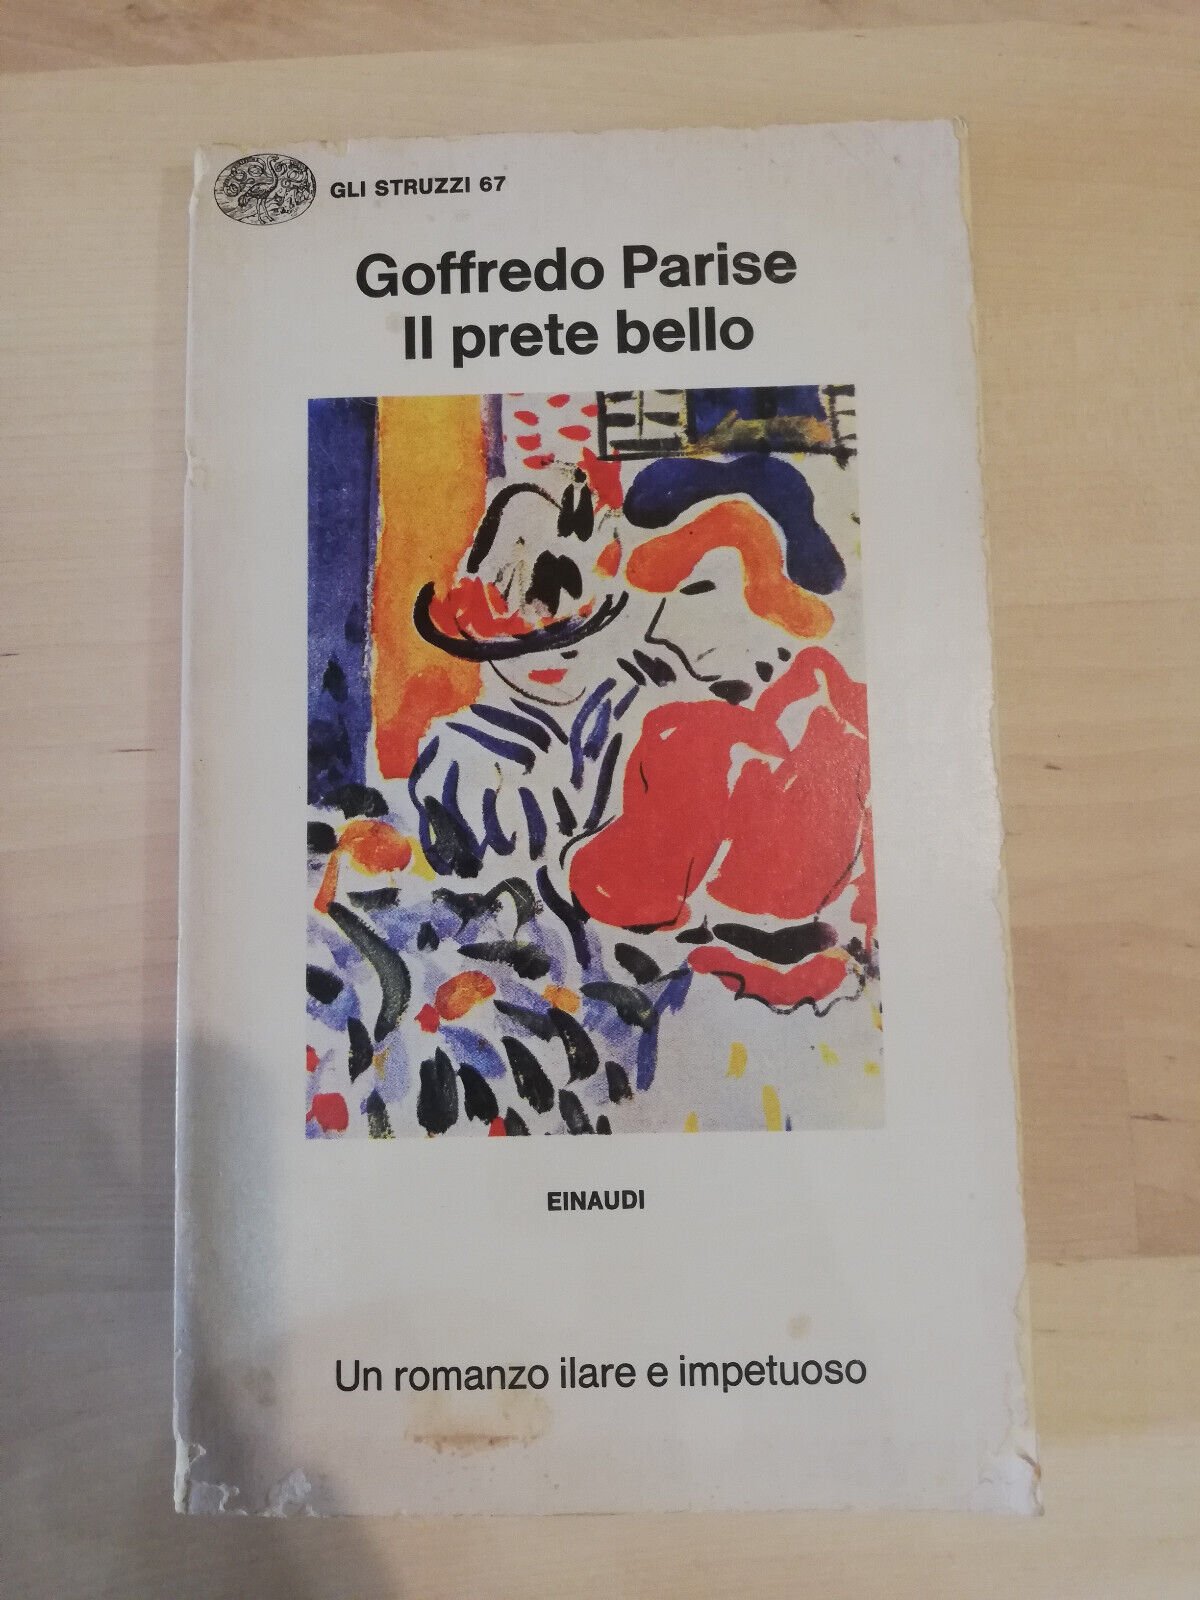 GLI STRUZZI 67
Goffredo Parise
Il prete bello
EINAUDI
Un romanzo ilare e impetuoso